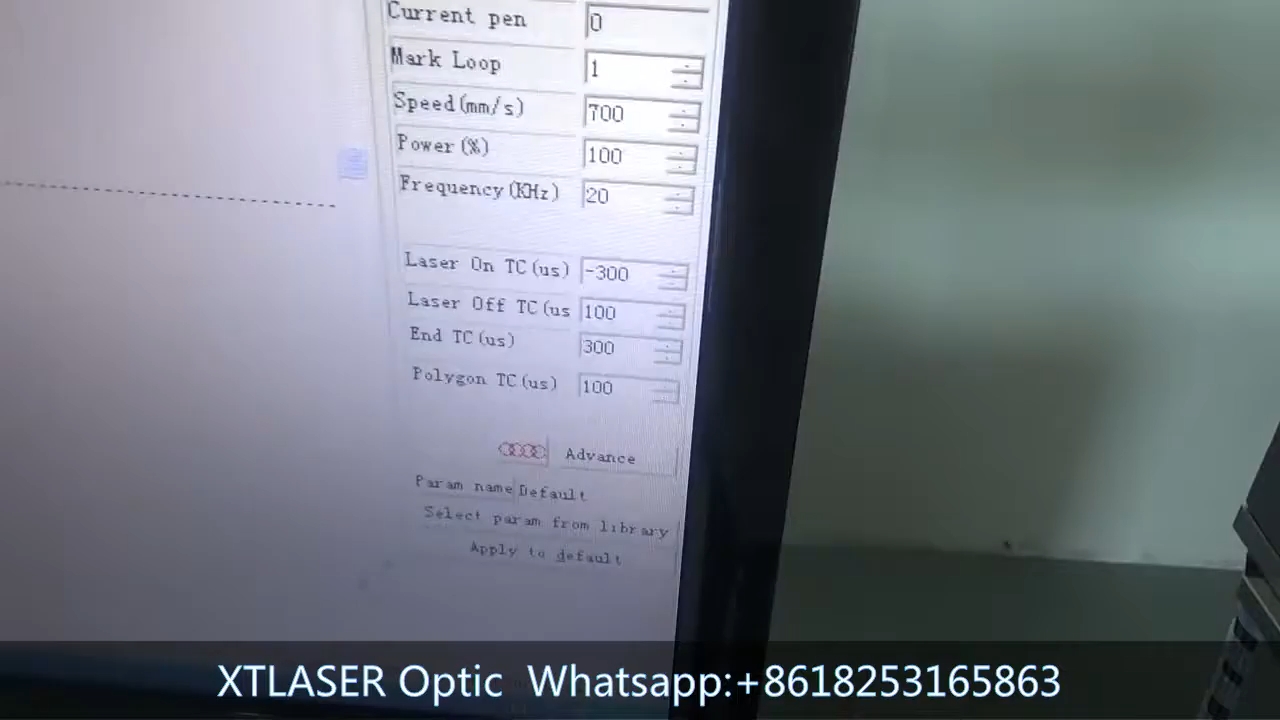 Current pen 0
Mark Loop 1
Speed(mm/s) 700
Power(%) 100
Frequency(KHz) 20
Laser On TC(us) -300
Laser Off TC(us 100
End TC(us) 300
Polygon TC(us) 100
Advance
Param name Default
Select param from library
Apply to default
XTLASER Optic Whatsapp:+8618253165863